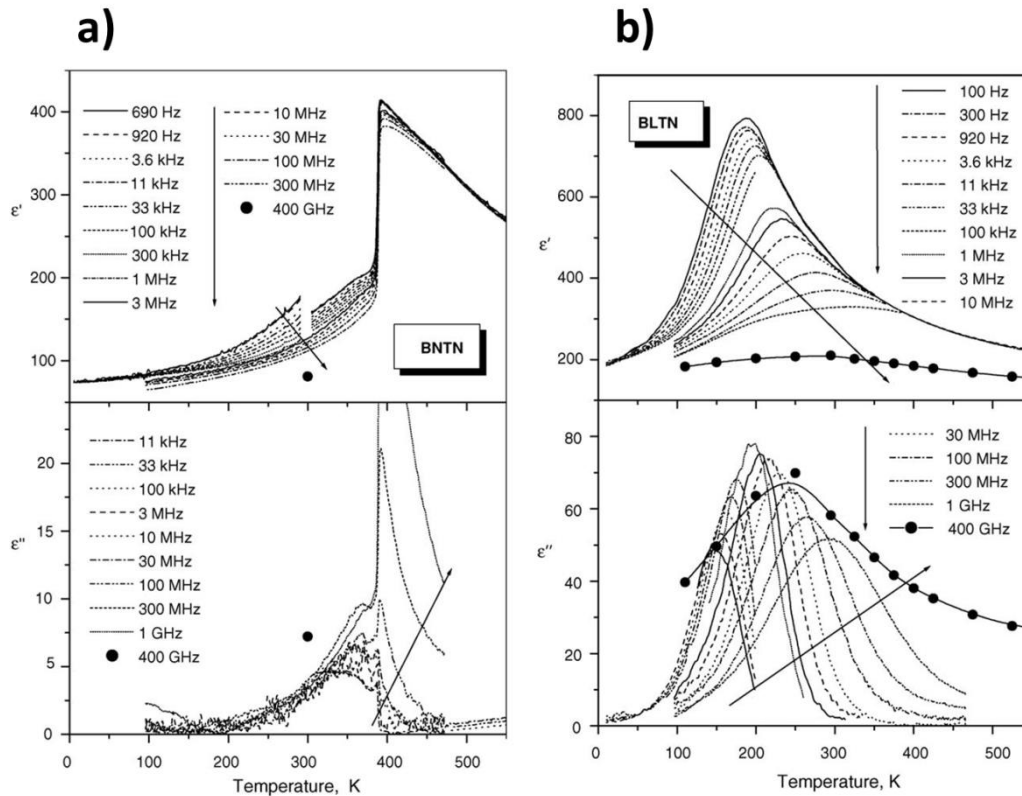 a)
400
300
200
100
ε'
690 Hz
920 Hz
3.6 kHz
11 kHz
33 kHz
100 kHz
300 kHz
1 MHz
3 MHz
10 MHz
30 MHz
100 MHz
300 MHz
400 GHz
BNTN
20
15
10
5
0
ε"
11 kHz
33 kHz
100 kHz
3 MHz
10 MHz
30 MHz
100 MHz
300 MHz
1 GHz
400 GHz
0 100 200 300 400 500
Temperature, K
b)
800
600
400
200
ε'
BLTN
100 Hz
300 Hz
920 Hz
3.6 kHz
11 kHz
33 kHz
100 kHz
1 MHz
3 MHz
10 MHz
80
60
40
20
0
ε''
30 MHz
100 MHz
300 MHz
1 GHz
400 GHz
0 100 200 300 400 500
Temperature, K